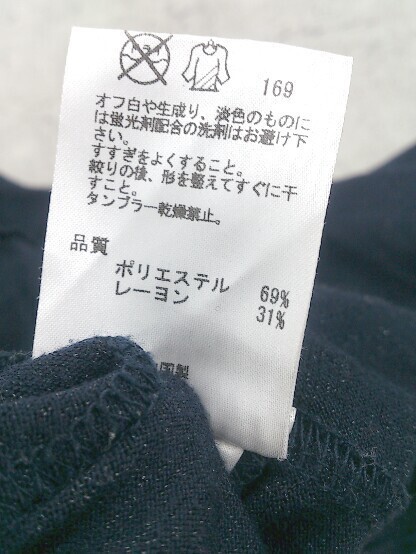 169
オフ白や生成り、淡色のものに
は蛍光剤配合の洗剤はお避け下
さい。
すすぎをよくすること。
絞りの後、形を整えてすぐに干
すこと。
タンブラー乾燥禁止。
品質
ポリエステル 69%
レーヨン 31%
国製